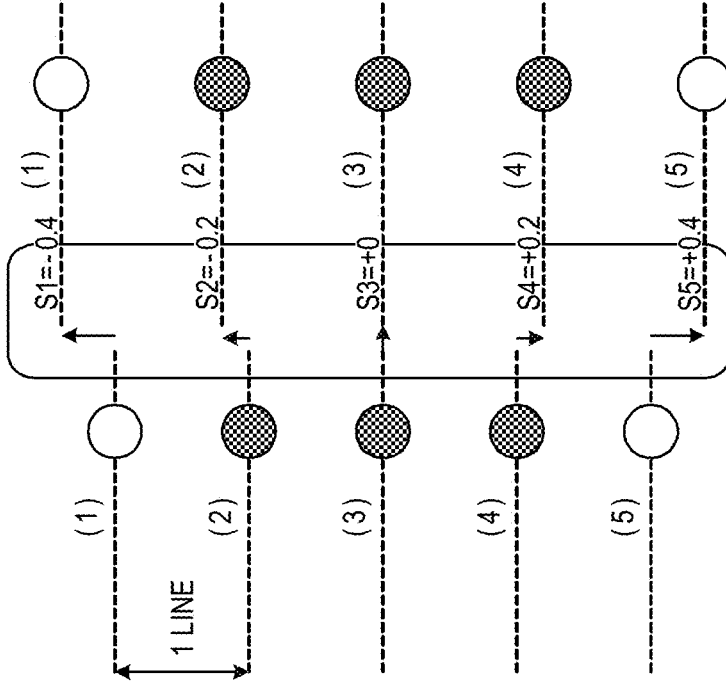 S1=-0.4
(1)
(1)
1 LINE
S2=-0.2
(2)
(2)
S3=+0
(3)
(3)
S4=+0.2
(4)
(4)
S5=+0.4
(5)
(5)